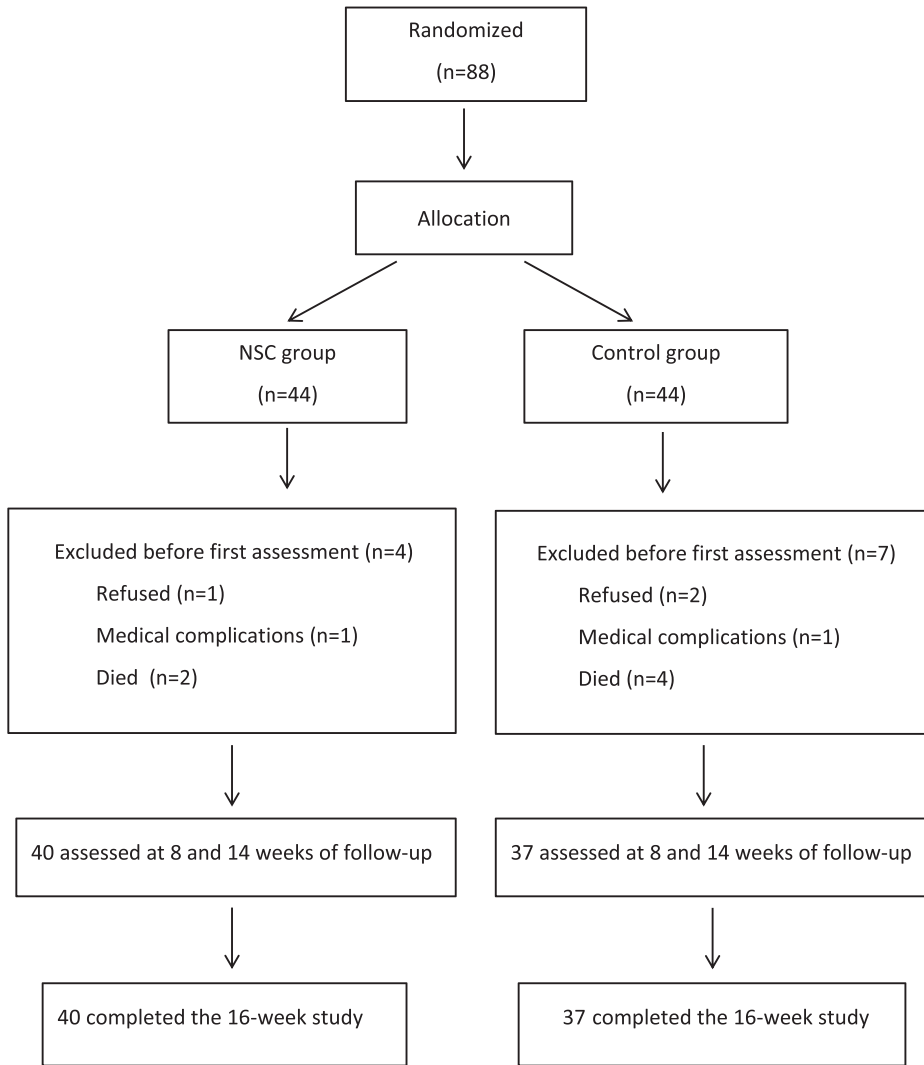 Randomized
(n=88)
Allocation
NSC group
(n=44)
Control group
(n=44)
Excluded before first assessment (n=4)
Refused (n=1)
Medical complications (n=1)
Died (n=2)
Excluded before first assessment (n=7)
Refused (n=2)
Medical complications (n=1)
Died (n=4)
40 assessed at 8 and 14 weeks of follow-up
37 assessed at 8 and 14 weeks of follow-up
40 completed the 16-week study
37 completed the 16-week study